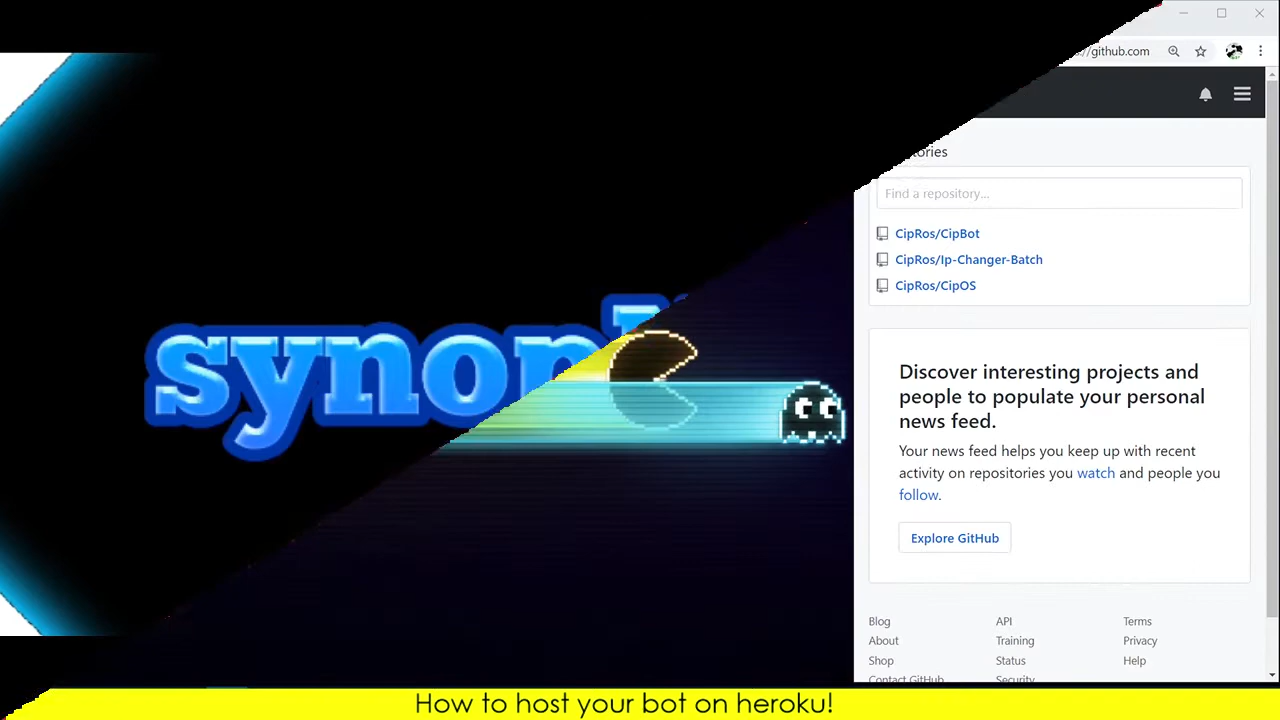 ://github.com
tories
Find a repository...
CipRos/CipBot
CipRos/Ip-Changer-Batch
CipRos/CipOS
synop
Discover interesting projects and
people to populate your personal
news feed.
Your news feed helps you keep up with recent
activity on repositories you watch and people you
follow.
Explore GitHub
Blog API Terms
About Training Privacy
Shop Status Help
Contact GitHub Security
How to host your bot on heroku!